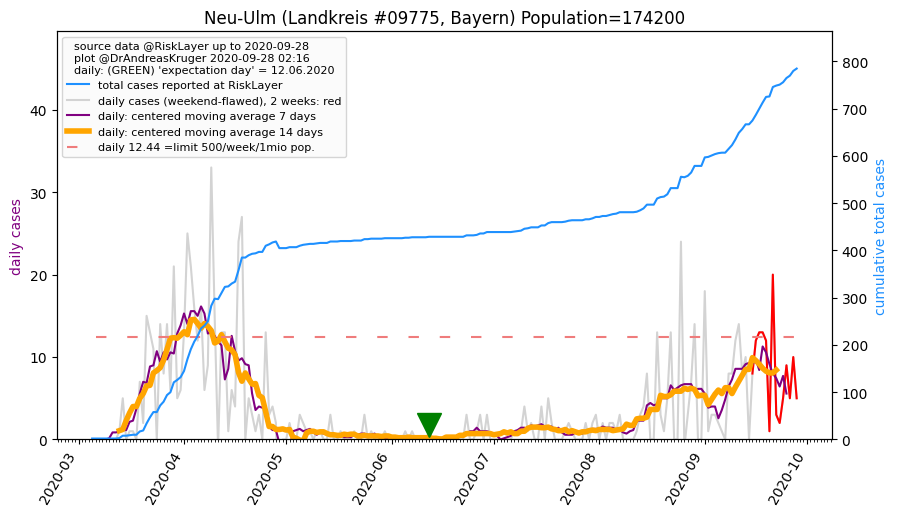 Neu-Ulm (Landkreis #09775, Bayern) Population=174200
source data @RiskLayer up to 2020-09-28
plot @DrAndreasKruger 2020-09-28 02:16
daily: (GREEN) 'expectation day' = 12.06.2020
total cases reported at RiskLayer
daily cases (weekend-flawed), 2 weeks: red
daily: centered moving average 7 days
daily: centered moving average 14 days
daily 12.44 =limit 500/week/1mio pop.
daily cases
40
30
20
10
0
cumulative total cases
800
700
600
500
400
300
200
100
0
2020-03
2020-04
2020-05
2020-06
2020-07
2020-08
2020-09
2020-10